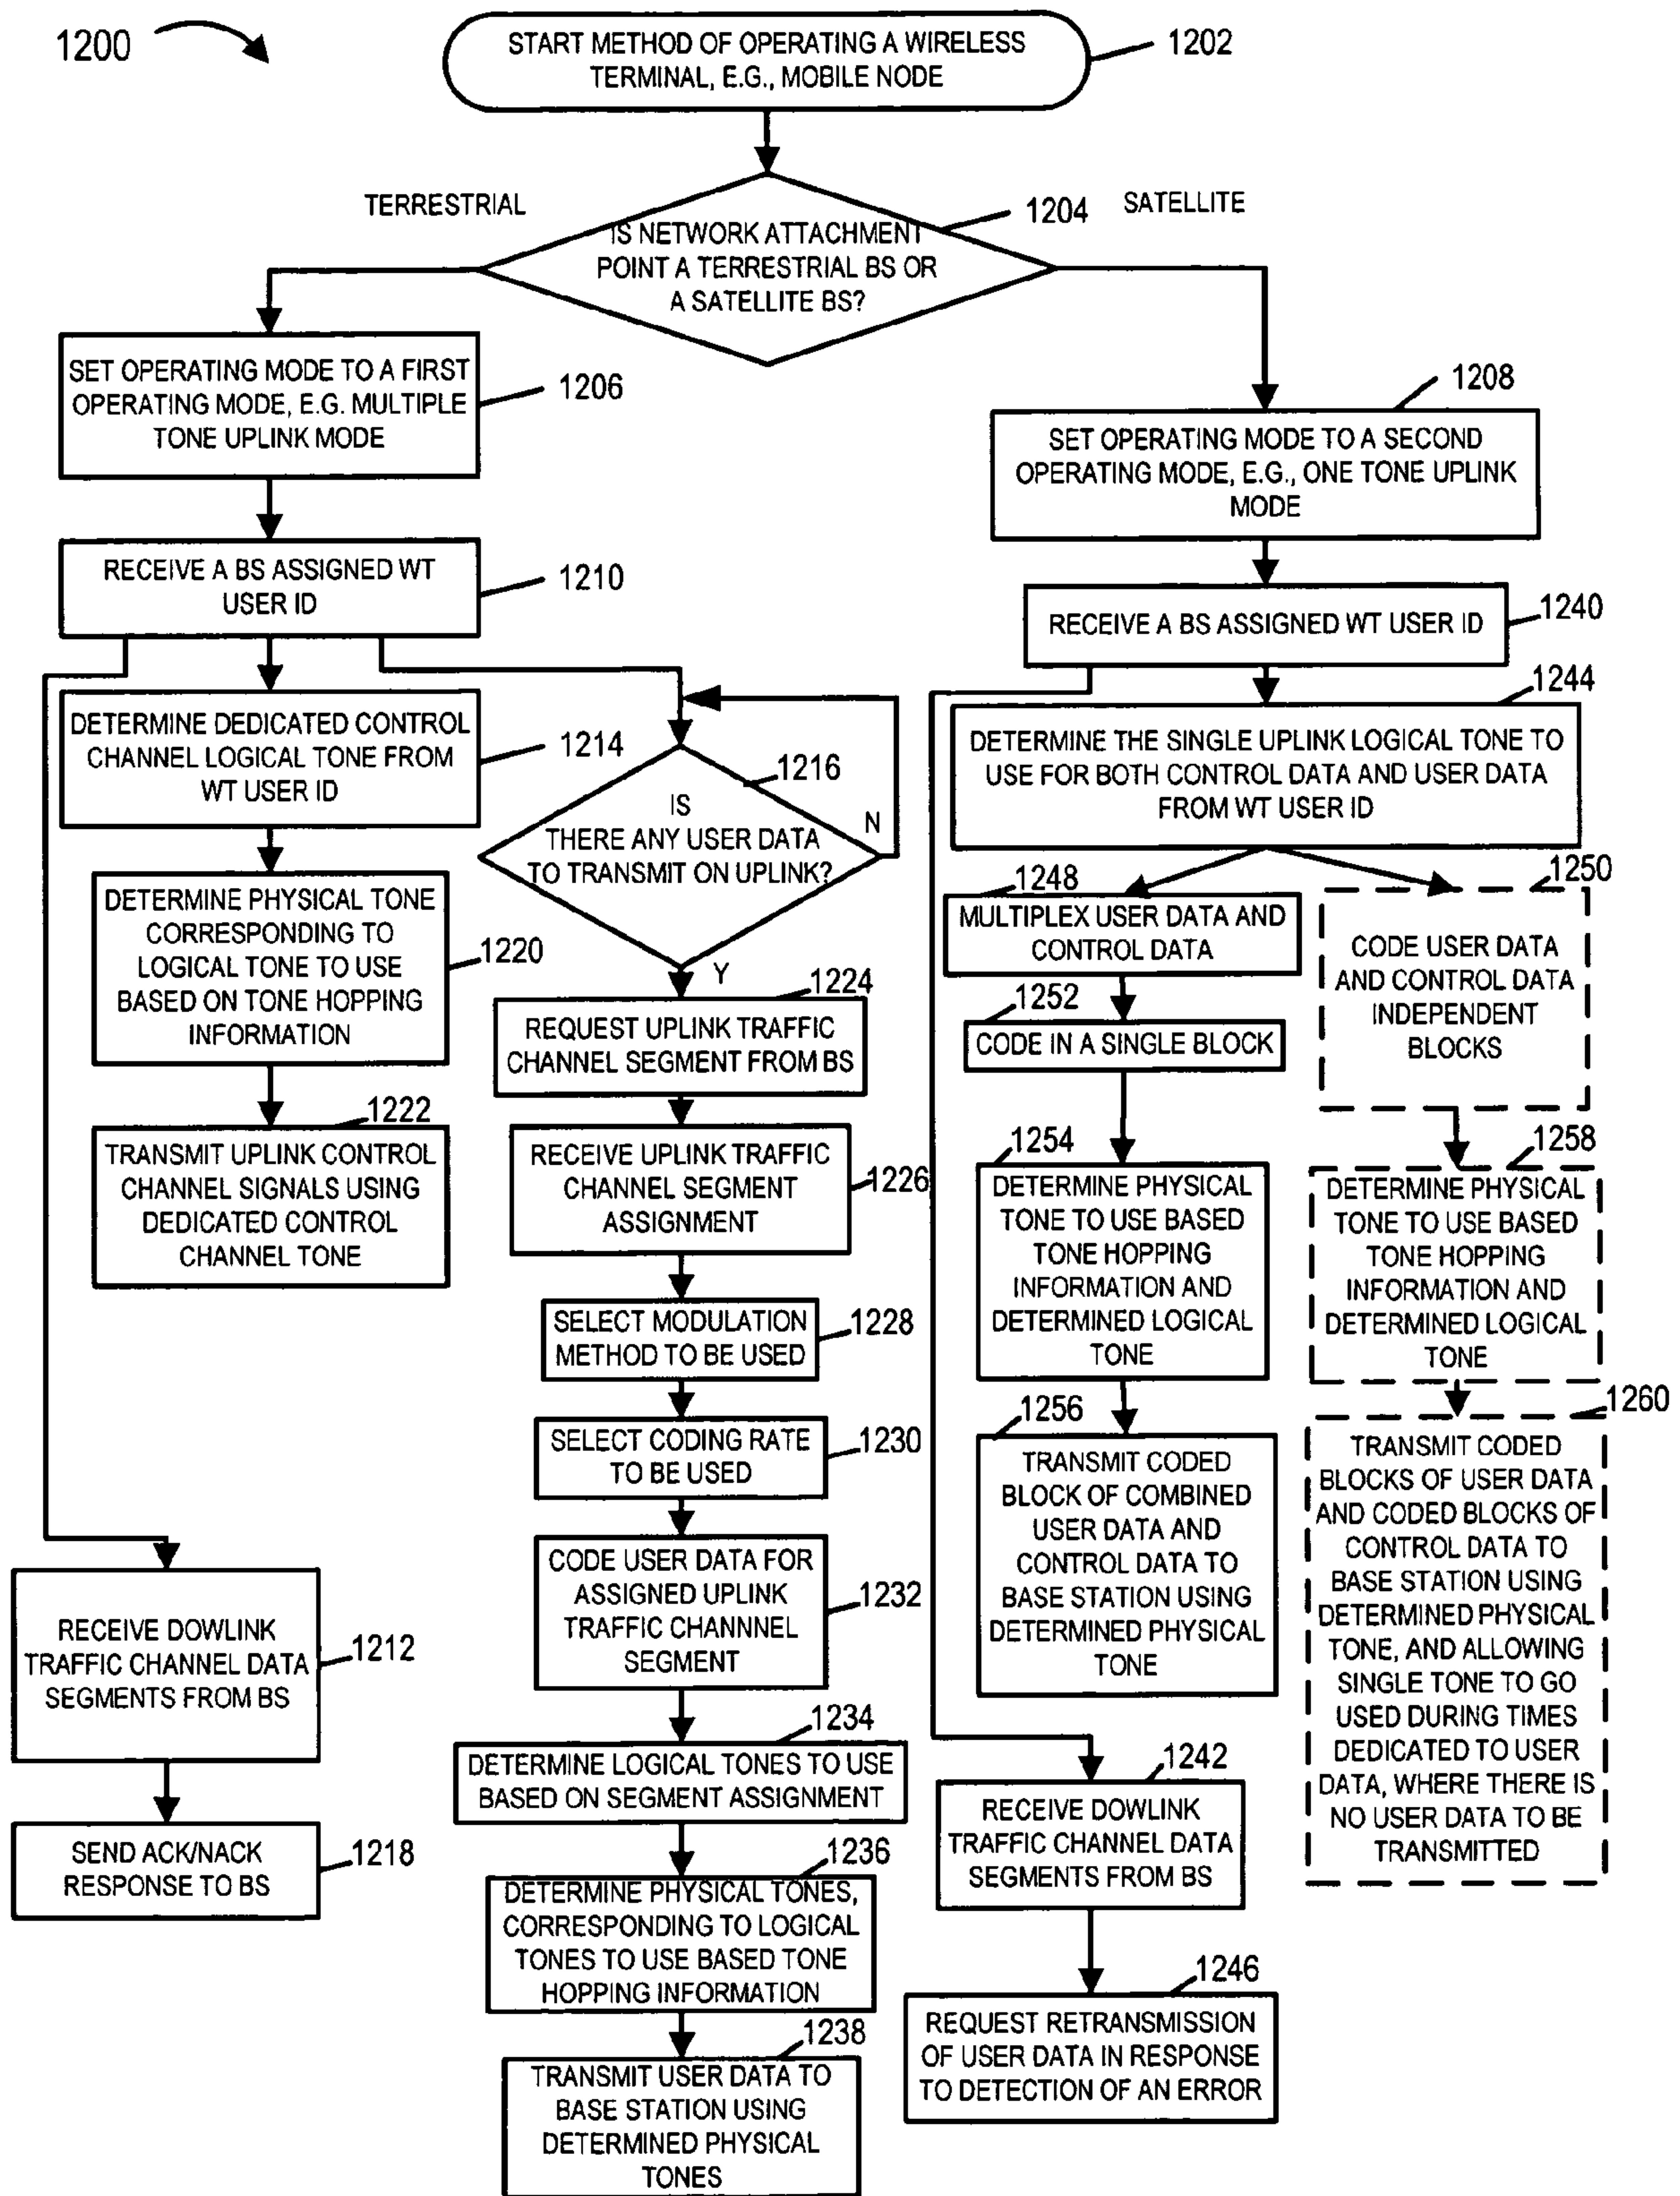 1200
START METHOD OF OPERATING A WIRELESS
TERMINAL, E.G., MOBILE NODE
1202
TERRESTRIAL
SATELLITE
IS NETWORK ATTACHMENT
POINT A TERRESTRIAL BS OR
A SATELLITE BS?
1204
SET OPERATING MODE TO A FIRST
OPERATING MODE, E.G. MULTIPLE
TONE UPLINK MODE
1206
1208
SET OPERATING MODE TO A SECOND
OPERATING MODE, E.G., ONE TONE UPLINK
MODE
RECEIVE A BS ASSIGNED WT
USER ID
1210
RECEIVE A BS ASSIGNED WT USER ID
1240
DETERMINE DEDICATED CONTROL
CHANNEL LOGICAL TONE FROM
WT USER ID
1214
1216
IS
THERE ANY USER DATA
TO TRANSMIT ON UPLINK?
N
Y
1244
DETERMINE THE SINGLE UPLINK LOGICAL TONE TO
USE FOR BOTH CONTROL DATA AND USER DATA
FROM WT USER ID
DETERMINE PHYSICAL TONE
CORRESPONDING TO
LOGICAL TONE TO USE
BASED ON TONE HOPPING
INFORMATION
1220
1222
TRANSMIT UPLINK CONTROL
CHANNEL SIGNALS USING
DEDICATED CONTROL
CHANNEL TONE
RECEIVE DOWLINK
TRAFFIC CHANNEL DATA
SEGMENTS FROM BS
1212
SEND ACK/NACK
RESPONSE TO BS
1218
1224
REQUEST UPLINK TRAFFIC
CHANNEL SEGMENT FROM BS
RECEIVE UPLINK TRAFFIC
CHANNEL SEGMENT
ASSIGNMENT
1226
SELECT MODULATION
METHOD TO BE USED
1228
SELECT CODING RATE
TO BE USED
1230
CODE USER DATA FOR
ASSIGNED UPLINK
TRAFFIC CHANNNEL
SEGMENT
1232
1234
DETERMINE LOGICAL TONES TO USE
BASED ON SEGMENT ASSIGNMENT
1236
DETERMINE PHYSICAL TONES,
CORRESPONDING TO LOGICAL
TONES TO USE BASED TONE
HOPPING INFORMATION
1238
TRANSMIT USER DATA TO
BASE STATION USING
DETERMINED PHYSICAL
TONES
1248
MULTIPLEX USER DATA AND
CONTROL DATA
1252
CODE IN A SINGLE BLOCK
1254
DETERMINE PHYSICAL
TONE TO USE BASED
TONE HOPPING
INFORMATION AND
DETERMINED LOGICAL
TONE
1256
TRANSMIT CODED
BLOCK OF COMBINED
USER DATA AND
CONTROL DATA TO
BASE STATION USING
DETERMINED PHYSICAL
TONE
1242
RECEIVE DOWLINK
TRAFFIC CHANNEL DATA
SEGMENTS FROM BS
1246
REQUEST RETRANSMISSION
OF USER DATA IN RESPONSE
TO DETECTION OF AN ERROR
1250
CODE USER DATA
AND CONTROL DATA
INDEPENDENT
BLOCKS
1258
DETERMINE PHYSICAL
TONE TO USE BASED
TONE HOPPING
INFORMATION AND
DETERMINED LOGICAL
TONE
1260
TRANSMIT CODED
BLOCKS OF USER DATA
AND CODED BLOCKS OF
CONTROL DATA TO
BASE STATION USING
DETERMINED PHYSICAL
TONE, AND ALLOWING
SINGLE TONE TO GO
USED DURING TIMES
DEDICATED TO USER
DATA, WHERE THERE IS
NO USER DATA TO BE
TRANSMITTED